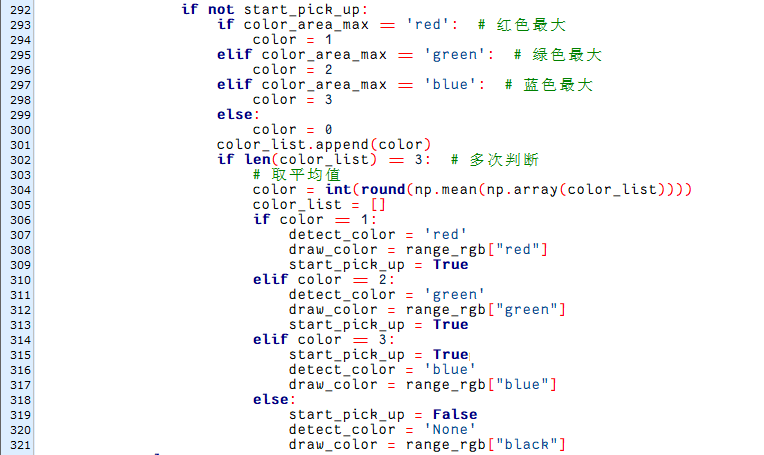 292 if not start_pick_up:
293 if color_area_max == 'red': # 红色最大
294 color = 1
295 elif color_area_max == 'green': # 绿色最大
296 color = 2
297 elif color_area_max == 'blue': # 蓝色最大
298 color = 3
299 else:
300 color = 0
301 color_list.append(color)
302 if len(color_list) == 3: # 多次判断
303 # 取平均值
304 color = int(round(np.mean(np.array(color_list))))
305 color_list = []
306 if color == 1:
307 detect_color = 'red'
308 draw_color = range_rgb["red"]
309 start_pick_up = True
310 elif color == 2:
311 detect_color = 'green'
312 draw_color = range_rgb["green"]
313 start_pick_up = True
314 elif color == 3:
315 start_pick_up = True
316 detect_color = 'blue'
317 draw_color = range_rgb["blue"]
318 else:
319 start_pick_up = False
320 detect_color = 'None'
321 draw_color = range_rgb["black"]